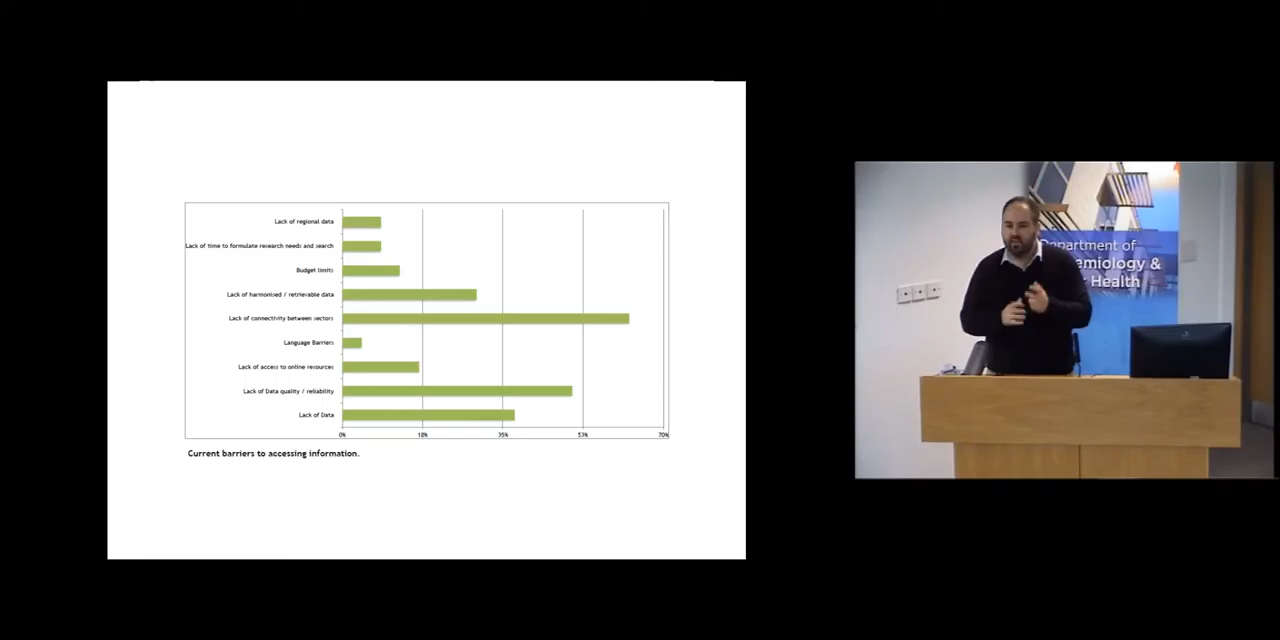 Lack of regional data
Lack of time to formulate research needs and search
Budget limits
Lack of harmonised / retrievable data
Lack of connectivity between sectors
Language Barriers
Lack of access to online resources
Lack of Data quality / reliability
Lack of Data
0% 18% 35% 53% 70%
Current barriers to accessing information.
Department of
emiology &
Health